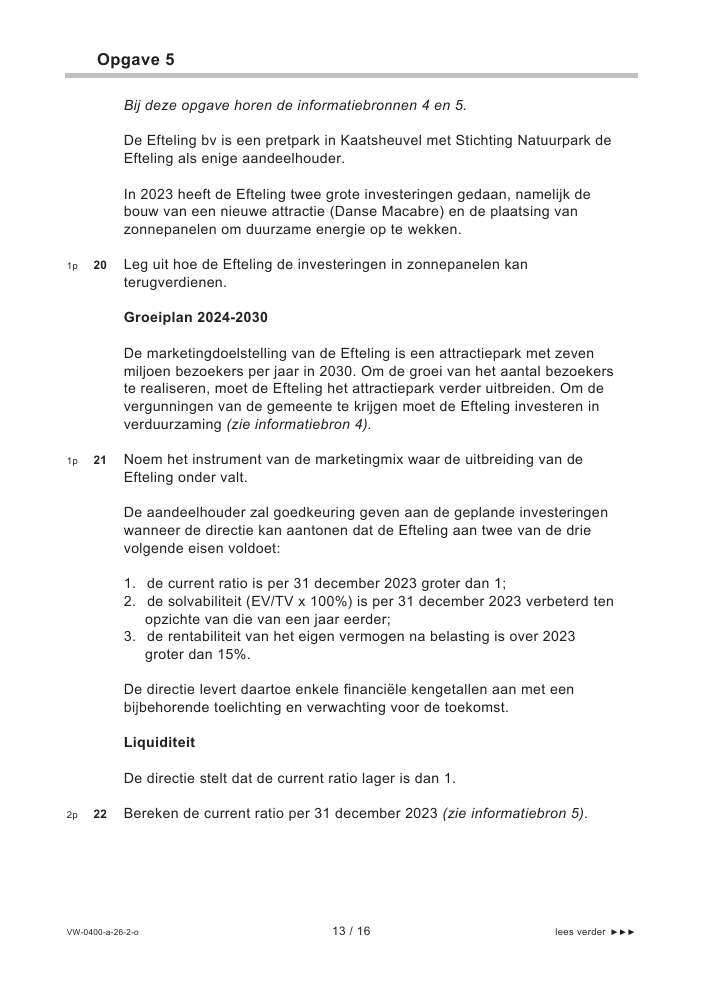 Opgave 5
Bij deze opgave horen de informatiebronnen 4 en 5.
De Efteling bv is een pretpark in Kaatsheuvel met Stichting Natuurpark de
Efteling als enige aandeelhouder.
In 2023 heeft de Efteling twee grote investeringen gedaan, namelijk de
bouw van een nieuwe attractie (Danse Macabre) en de plaatsing van
zonnepanelen om duurzame energie op te wekken.
1p 20 Leg uit hoe de Efteling de investeringen in zonnepanelen kan
terugverdienen.
Groeiplan 2024-2030
De marketingdoelstelling van de Efteling is een attractiepark met zeven
miljoen bezoekers per jaar in 2030. Om de groei van het aantal bezoekers
te realiseren, moet de Efteling het attractiepark verder uitbreiden. Om de
vergunningen van de gemeente te krijgen moet de Efteling investeren in
verduurzaming (zie informatiebron 4).
1p 21 Noem het instrument van de marketingmix waar de uitbreiding van de
Efteling onder valt.
De aandeelhouder zal goedkeuring geven aan de geplande investeringen
wanneer de directie kan aantonen dat de Efteling aan twee van de drie
volgende eisen voldoet:
1. de current ratio is per 31 december 2023 groter dan 1;
2. de solvabiliteit (EV/TV x 100%) is per 31 december 2023 verbeterd ten
opzichte van die van een jaar eerder;
3. de rentabiliteit van het eigen vermogen na belasting is over 2023
groter dan 15%.
De directie levert daartoe enkele financiële kengetallen aan met een
bijbehorende toelichting en verwachting voor de toekomst.
Liquiditeit
De directie stelt dat de current ratio lager is dan 1.
2p 22 Bereken de current ratio per 31 december 2023 (zie informatiebron 5).
VW-0400-a-26-2-o 13 / 16 lees verder ►►►